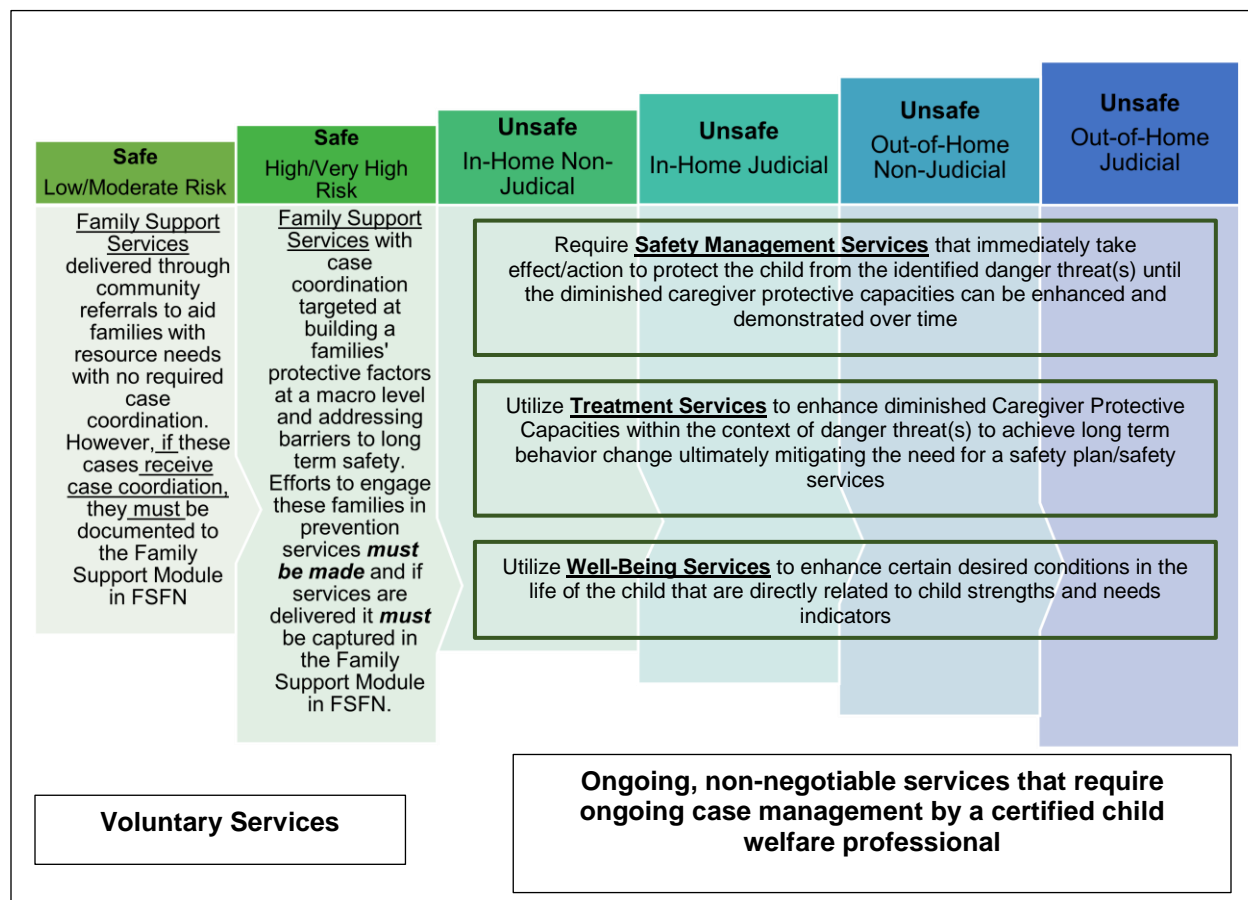 Safe
Low/Moderate Risk
Safe
High/Very High
Risk
Unsafe
In-Home Non-
Judical
Unsafe
In-Home Judicial
Unsafe
Out-of-Home
Non-Judicial
Unsafe
Out-of-Home
Judicial
Family Support
Services
delivered through
community
referrals to aid
families with
resource needs
with no required
case
coordination.
However, if these
cases receive
case coordiation,
they must be
documented to
the Family
Support Module
in FSFN
Family Support
Services with
case
coordination
targeted at
building a
families'
protective factors
at a macro level
and addressing
barriers to long
term safety.
Efforts to engage
these families in
prevention
services must
be made and if
services are
delivered it must
be captured in
the Family
Support Module
in FSFN.
Require Safety Management Services that immediately take
effect/action to protect the child from the identified danger threat(s) until
the diminished caregiver protective capacities can be enhanced and
demonstrated over time
Utilize Treatment Services to enhance diminished Caregiver Protective
Capacities within the context of danger threat(s) to achieve long term
behavior change ultimately mitigating the need for a safety plan/safety
services
Utilize Well-Being Services to enhance certain desired conditions in the
life of the child that are directly related to child strengths and needs
indicators
Voluntary Services
Ongoing, non-negotiable services that require
ongoing case management by a certified child
welfare professional